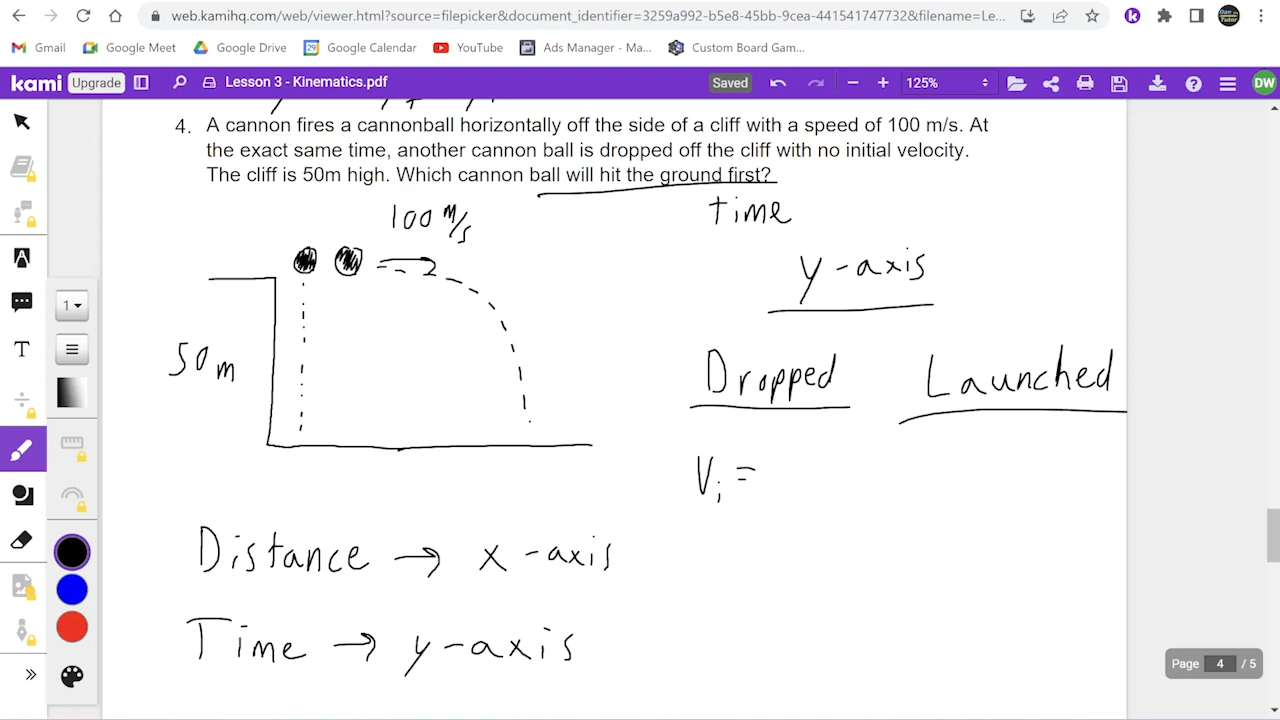 web.kamihq.com/web/viewer.html?source=filepicker&document_identifier=3259a992-b5e8-45bb-9cea-441541747732&filename=Le...
Gmail Google Meet Google Drive Google Calendar YouTube Ads Manager - Ma... Custom Board Gam...
kami Upgrade Lesson 3 - Kinematics.pdf Saved 125% DW
4. A cannon fires a cannonball horizontally off the side of a cliff with a speed of 100 m/s. At
the exact same time, another cannon ball is dropped off the cliff with no initial velocity.
The cliff is 50m high. Which cannon ball will hit the ground first?
100 m/s
time
y-axis
1
50m
Dropped Launched
Vi =
Distance → x-axis
Time → y-axis
Page 4 / 5